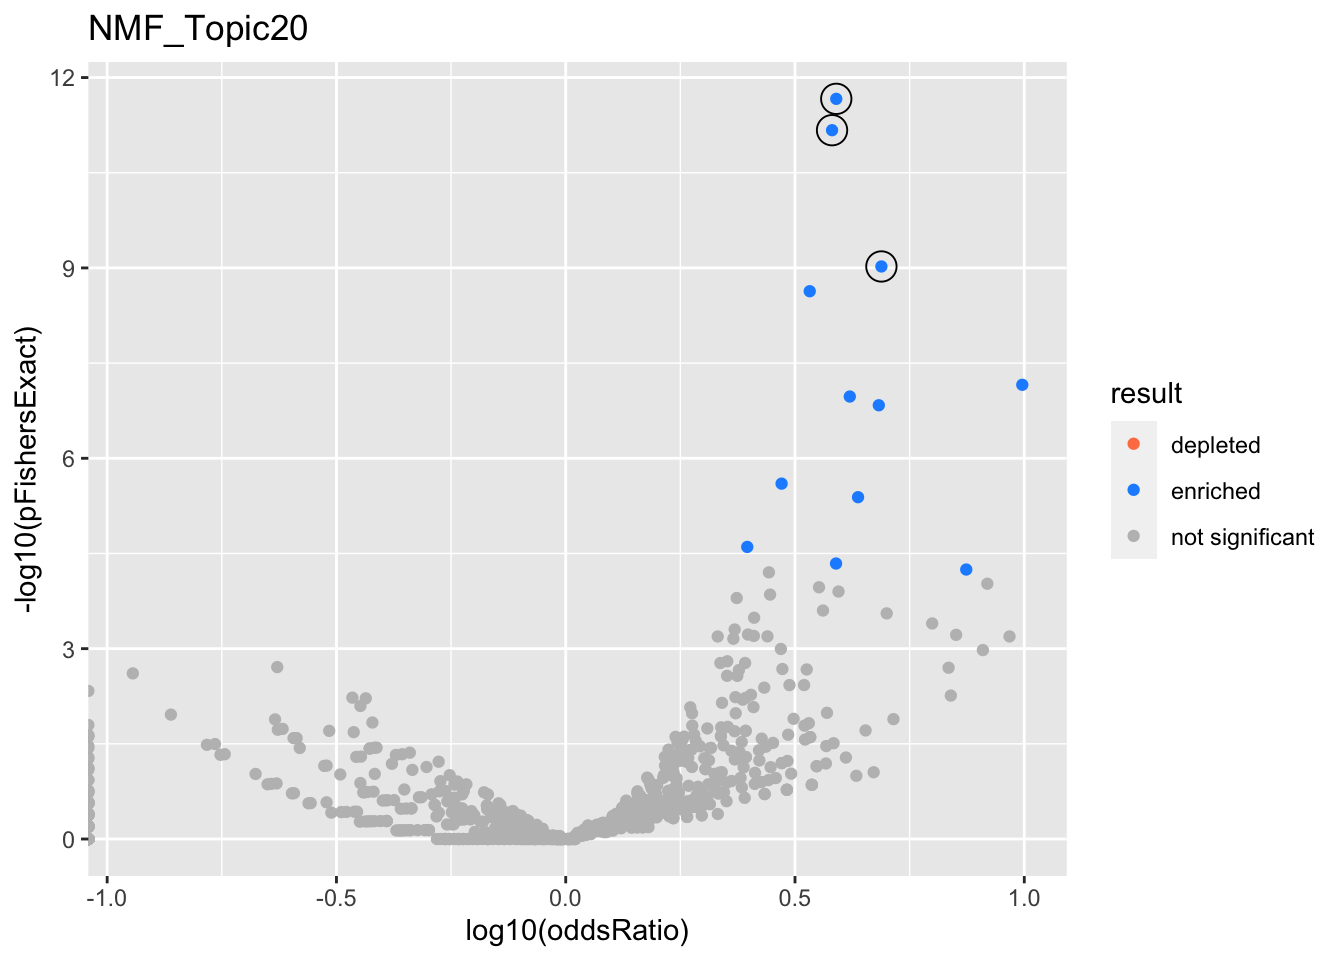 NMF_Topic20
12
9
6
3
0
-log10(pFishersExact)
-1.0
-0.5
0.0
0.5
1.0
log10(oddsRatio)
result
depleted
enriched
not significant